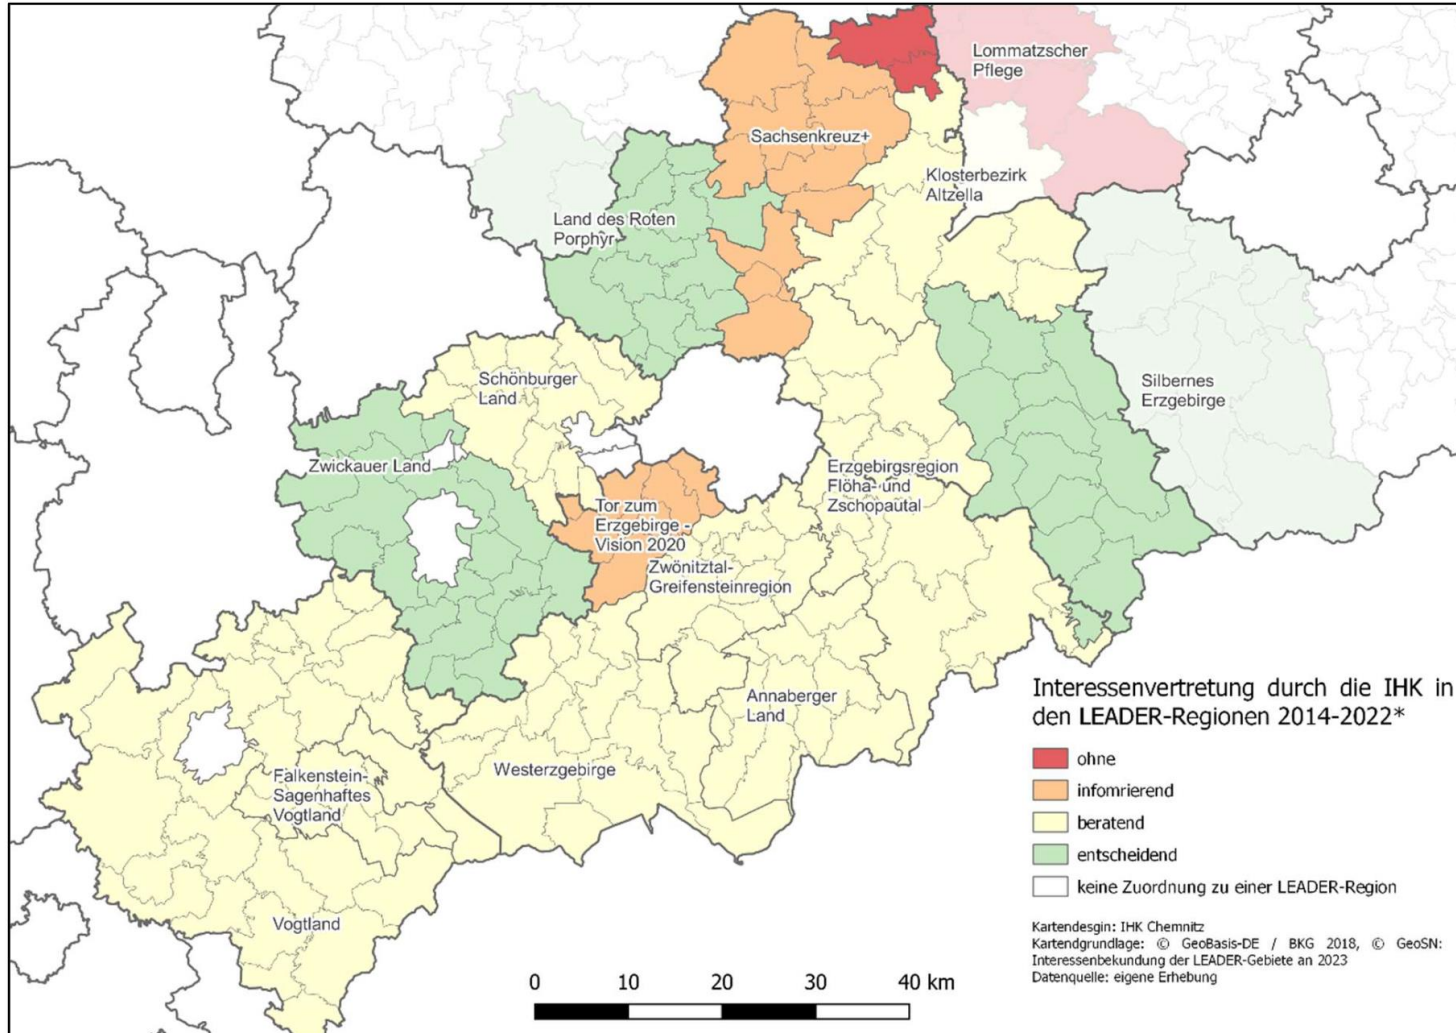 Lommatzscher
Pflege
Sachsenkreuz+
Klosterbezirk
Altzella
Land des Roten
Porphyr
Schönburger
Land
Silbernes
Erzgebirge
Zwickauer Land
Erzgebirgsregion
Flöha- und
Zschopautal
Tor zum
Erzgebirge -
Vision 2020
Zwönitztal-
Greifensteinregion
Annaberger
Land
Westerzgebirge
Falkenstein-
Sagenhaftes
Vogtland
Vogtland
Interessenvertretung durch die IHK in
den LEADER-Regionen 2014-2022*
ohne
infomrierend
beratend
entscheidend
keine Zuordnung zu einer LEADER-Region
Kartendesgin: IHK Chemnitz
Kartendgrundlage: © GeoBasis-DE / BKG 2018, © GeoSN:
Interessenbekundung der LEADER-Gebiete an 2023
Datenquelle: eigene Erhebung
0 10 20 30 40 km